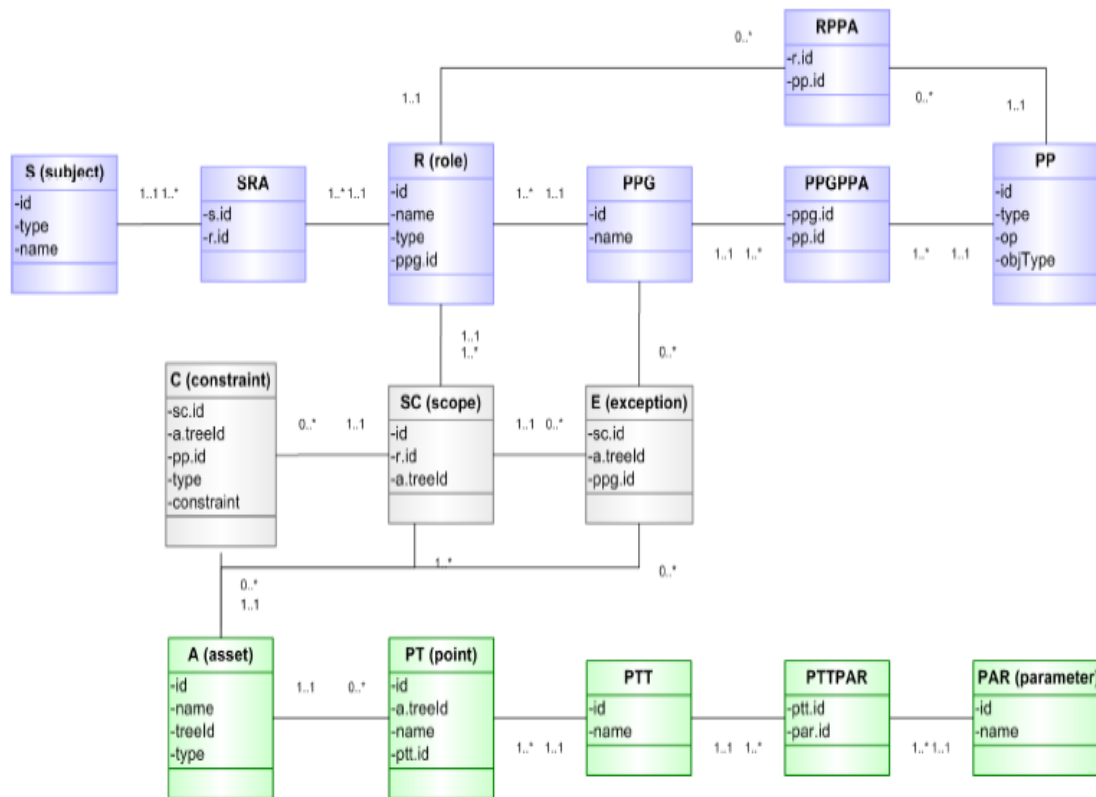 RPPA
-r.id
-pp.id
0..*
0..*
1..1
1..1
S (subject)
-id
-type
-name
1..1 1..*
SRA
-s.id
-r.id
1..* 1..1
R (role)
-id
-name
-type
-ppg.id
1..* 1..1
PPG
-id
-name
1..1 1..*
PPGPPA
-ppg.id
-pp.id
1..* 1..1
PP
-id
-type
-op
-objType
1..1
1..*
0..*
C (constraint)
-sc.id
-a.treeId
-pp.id
-type
-constraint
0..* 1..1
SC (scope)
-id
-r.id
-a.treeId
1..1 0..*
E (exception)
-sc.id
-a.treeId
-ppg.id
0..*
1..1
1..*
0..*
A (asset)
-id
-name
-treeId
-type
1..1 0..*
PT (point)
-id
-a.treeId
-name
-ptt.id
1..* 1..1
PTT
-id
-name
1..1 1..*
PTTPAR
-ptt.id
-par.id
1..* 1..1
PAR (parameter)
-id
-name